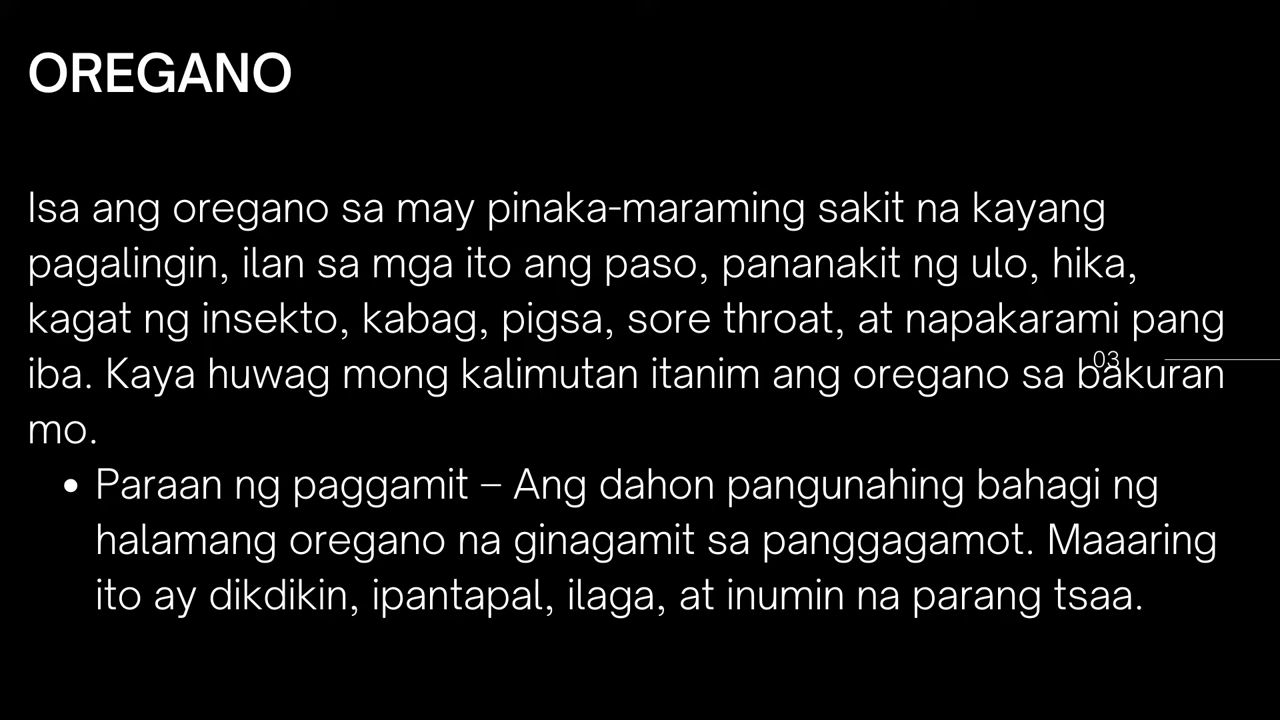 OREGANO
Isa ang oregano sa may pinaka-maraming sakit na kayang
pagalingin, ilan sa mga ito ang paso, pananakit ng ulo, hika,
kagat ng insekto, kabag, pigsa, sore throat, at napakarami pang
iba. Kaya huwag mong kalimutan itanim ang oregano sa bakuran
03
mo.
• Paraan ng paggamit – Ang dahon pangunahing bahagi ng
halamang oregano na ginagamit sa panggagamot. Maaaring
ito ay dikdikin, ipantapal, ilaga, at inumin na parang tsaa.